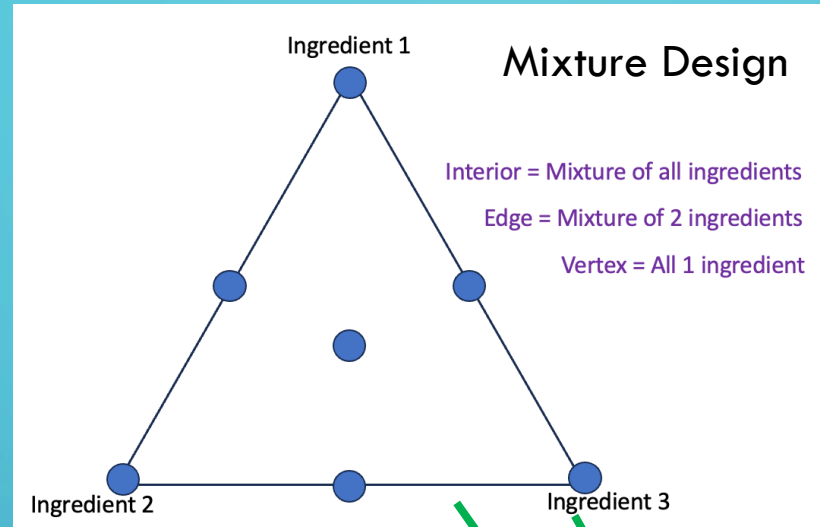 Ingredient 1
Mixture Design
Interior = Mixture of all ingredients
Edge = Mixture of 2 ingredients
Vertex = All 1 ingredient
Ingredient 2
Ingredient 3